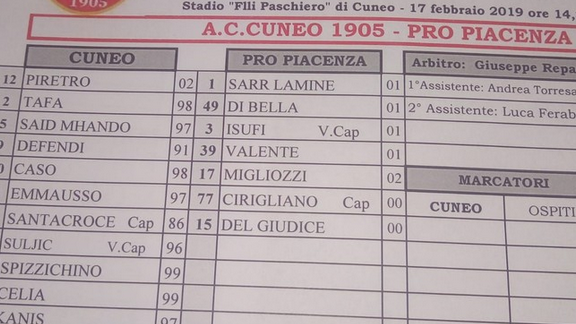 1905
Stadio "Flli Paschiero" di Cuneo - 17 febbraio 2019 ore 14,
A.C.CUNEO 1905 - PRO PIACENZA
CUNEO PRO PIACENZA Arbitro: Giuseppe Repa
12 PIRETRO 02 1 SARR LAMINE 01 1°Assistente: Andrea Torresa
2 TAFA 98 49 DI BELLA 01 2° Assistente: Luca Ferab
5 SAID MHANDO 97 3 ISUFI V.Cap 01
DEFENDI 91 39 VALENTE 01
CASO 98 17 MIGLIOZZI 02 MARCATORI
EMMAUSSO 97 77 CIRIGLIANO Cap 00 CUNEO OSPITI
SANTACROCE Cap 86 15 DEL GIUDICE 00
SULJIC V.Cap 96
SPIZZICHINO 99
CELIA 99
KANIS 97